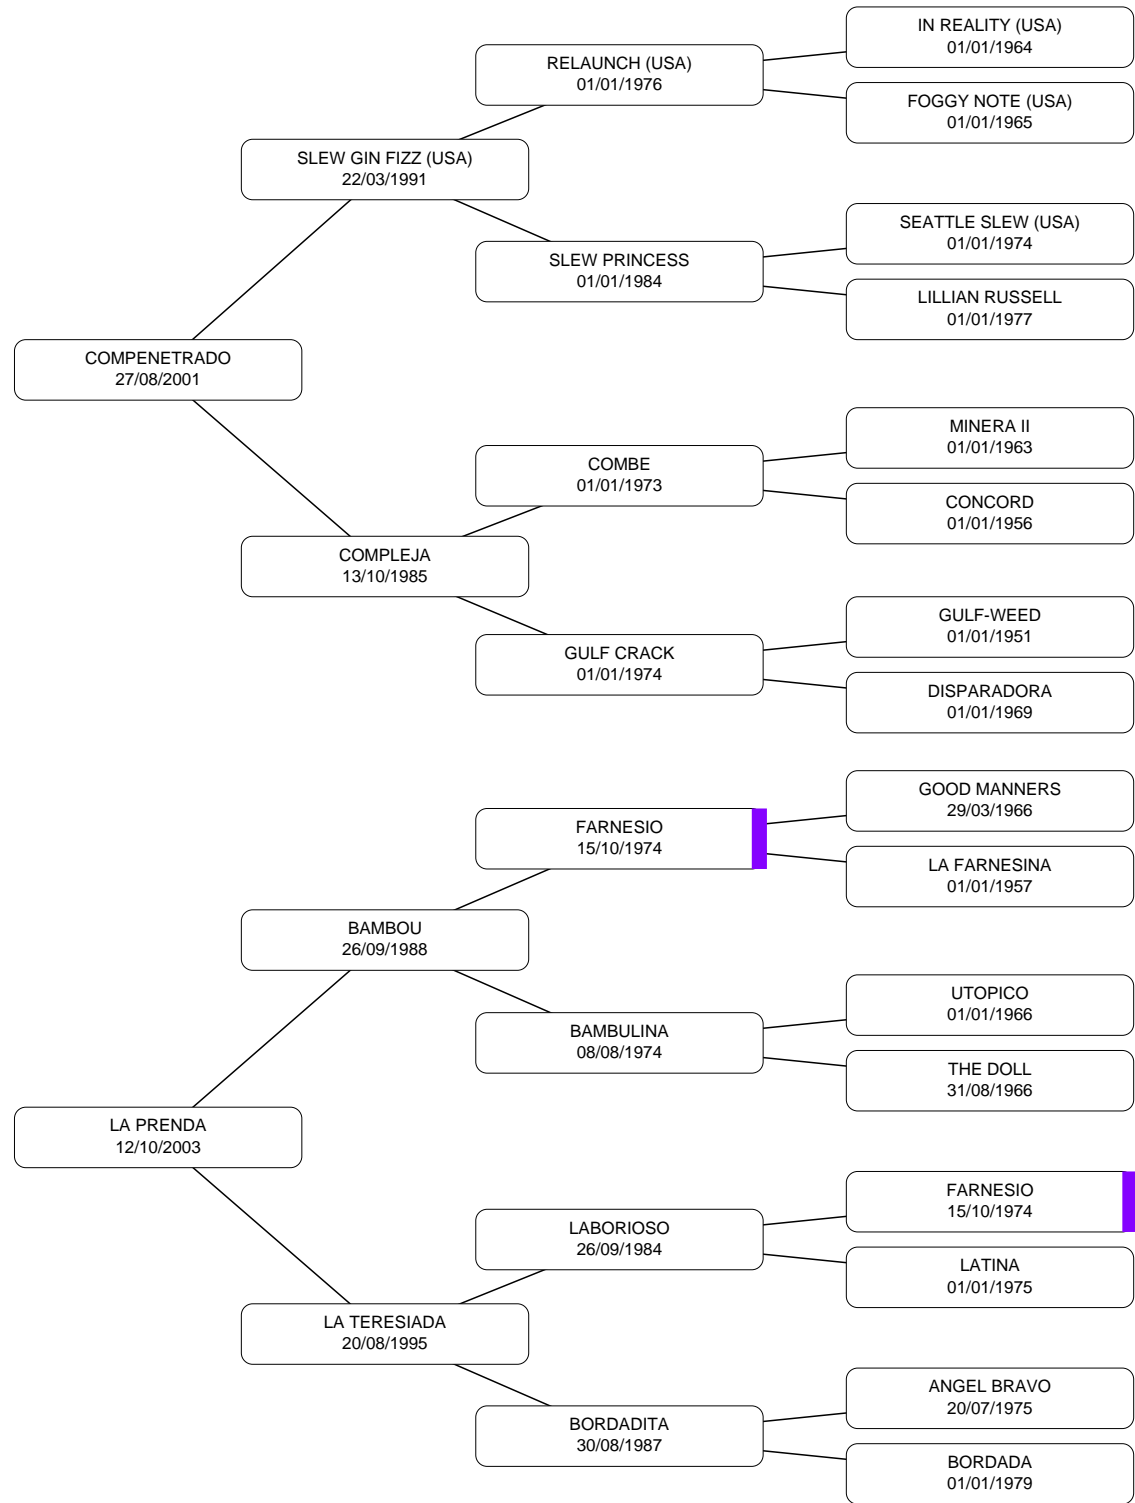 IN REALITY (USA)
01/01/1964
RELAUNCH (USA)
01/01/1976
FOGGY NOTE (USA)
01/01/1965
SLEW GIN FIZZ (USA)
22/03/1991
SEATTLE SLEW (USA)
01/01/1974
SLEW PRINCESS
01/01/1984
LILLIAN RUSSELL
01/01/1977
COMPENETRADO
27/08/2001
MINERA II
01/01/1963
COMBE
01/01/1973
CONCORD
01/01/1956
COMPLEJA
13/10/1985
GULF-WEED
01/01/1951
GULF CRACK
01/01/1974
DISPARADORA
01/01/1969
GOOD MANNERS
29/03/1966
FARNESIO
15/10/1974
LA FARNESINA
01/01/1957
BAMBOU
26/09/1988
UTOPICO
01/01/1966
BAMBULINA
08/08/1974
THE DOLL
31/08/1966
LA PRENDA
12/10/2003
FARNESIO
15/10/1974
LABORIOSO
26/09/1984
LATINA
01/01/1975
LA TERESIADA
20/08/1995
ANGEL BRAVO
20/07/1975
BORDADITA
30/08/1987
BORDADA
01/01/1979